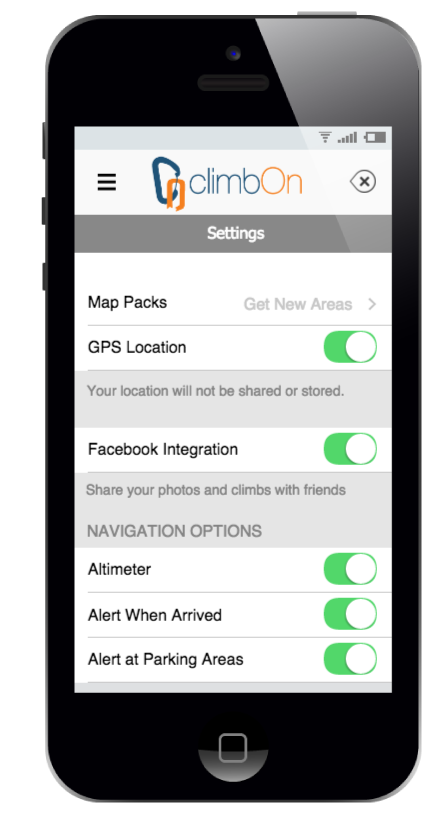 climbOn
Settings
Map Packs Get New Areas >
GPS Location
Your location will not be shared or stored.
Facebook Integration
Share your photos and climbs with friends
NAVIGATION OPTIONS
Altimeter
Alert When Arrived
Alert at Parking Areas